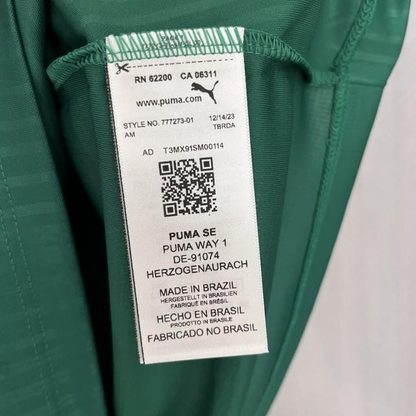 RN 62200 CA 06311
www.puma.com
STYLE NO. 777273-01 12/14/23
AM TBRDA
AD T3MX91SM00114
PUMA SE
PUMA WAY 1
DE-91074
HERZOGENAURACH
MADE IN BRAZIL
HERGESTELLT IN BRASILIEN
FABRIQUÉ EN BRÉSIL
HECHO EN BRASIL
PRODOTTO IN BRASILE
FABRICADO NO BRASIL